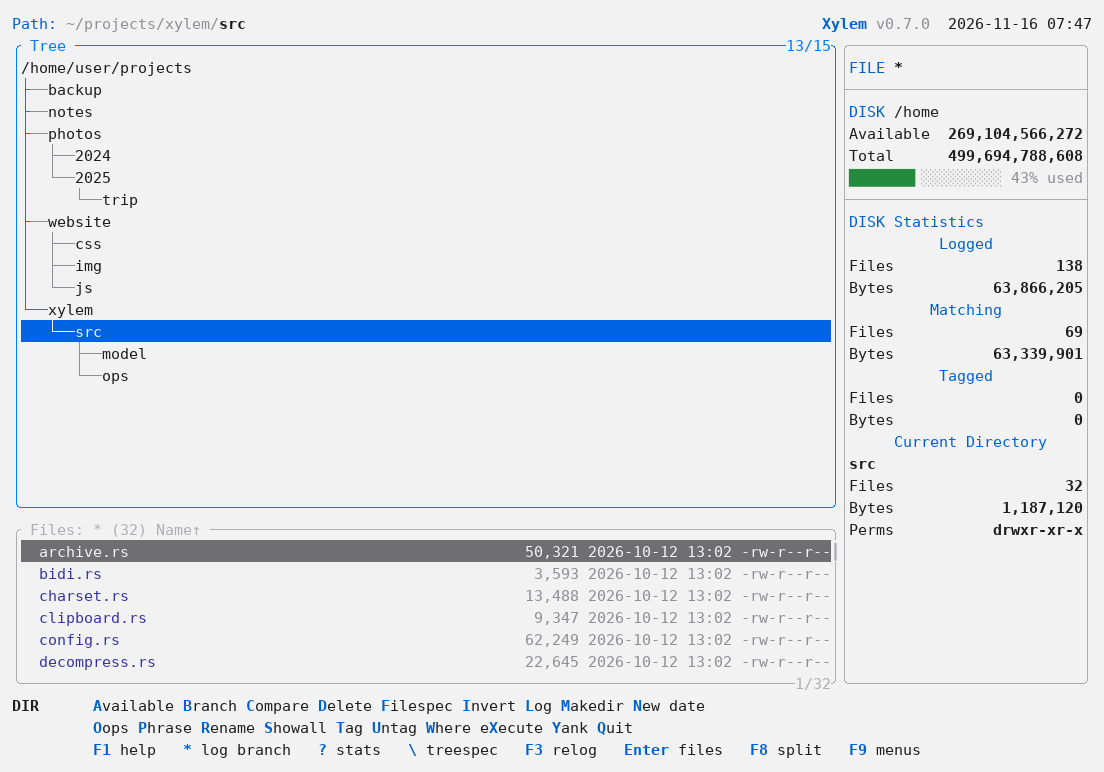 Path: ~/projects/xylem/src Xylem v0.7.0 2026-11-16 07:47
Tree 13/15
/home/user/projects
backup
notes
photos
2024
2025
trip
website
css
img
js
xylem
src
model
ops
Files: * (32) Name↑
archive.rs 50,321 2026-10-12 13:02 -rw-r--r--
bidi.rs 3,593 2026-10-12 13:02 -rw-r--r--
charset.rs 13,488 2026-10-12 13:02 -rw-r--r--
clipboard.rs 9,347 2026-10-12 13:02 -rw-r--r--
config.rs 62,249 2026-10-12 13:02 -rw-r--r--
decompress.rs 22,645 2026-10-12 13:02 -rw-r--r--
1/32
FILE *
DISK /home
Available 269,104,566,272
Total 499,694,788,608
43% used
DISK Statistics
Logged
Files 138
Bytes 63,866,205
Matching
Files 69
Bytes 63,339,901
Tagged
Files 0
Bytes 0
Current Directory
src
Files 32
Bytes 1,187,120
Perms drwxr-xr-x
DIR Available Branch Compare Delete Filespec Invert Log Makedir New date
Oops Phrase Rename Showall Tag Untag Where eXecute Yank Quit
F1 help * log branch ? stats \ treespec F3 relog Enter files F8 split F9 menus